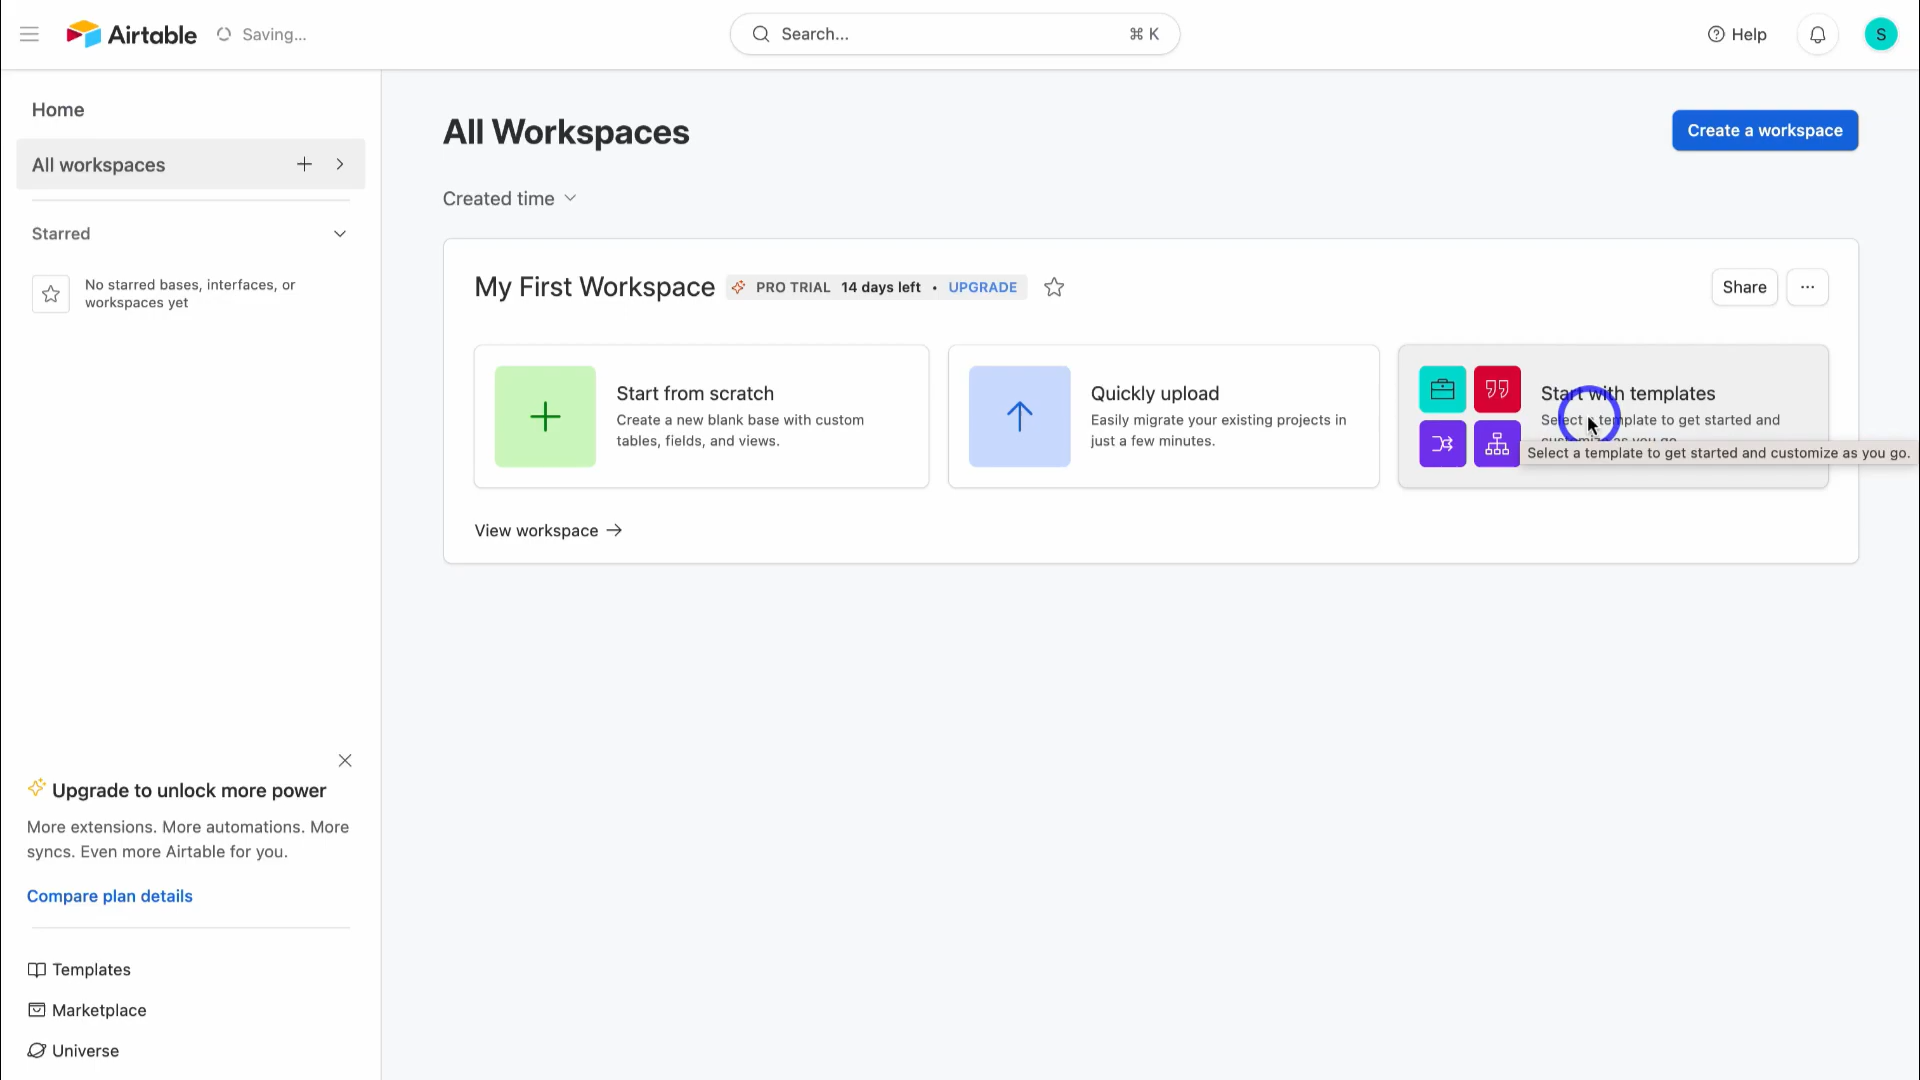 Airtable
Saving...
Search...
⌘ K
Help
S
Home
All workspaces
Starred
No starred bases, interfaces, or
workspaces yet
All Workspaces
Create a workspace
Created time
My First Workspace
PRO TRIAL 14 days left • UPGRADE
Share
...
Start from scratch
Create a new blank base with custom
tables, fields, and views.
Quickly upload
Easily migrate your existing projects in
just a few minutes.
Start with templates
Select a template to get started and
customize as you go.
Select a template to get started and customize as you go.
View workspace →
Upgrade to unlock more power
More extensions. More automations. More
syncs. Even more Airtable for you.
Compare plan details
Templates
Marketplace
Universe